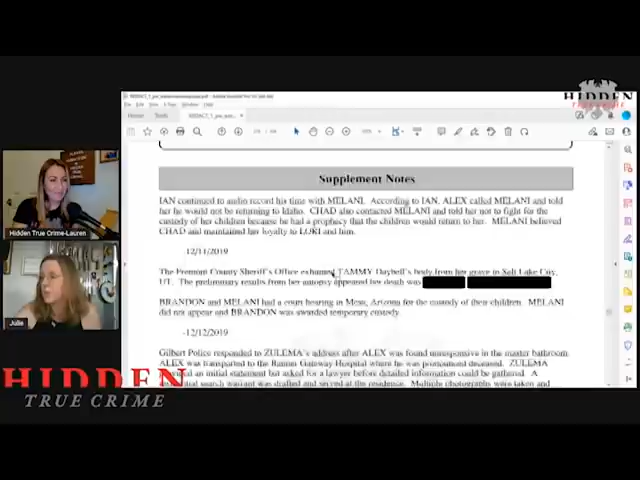 HIDDEN
TRUE CRIME
Home
Tools
Supplement Notes
IAN continued to audio record his time with MELANI. According to IAN, ALEX called MELANI and told
her he would not be returning to Idaho. CHAD also contacted MELANI and told her not to fight for the
custody of her children because he had a prophecy that the children would return to her. MELANI believed
CHAD and maintained her loyalty to LORI and him.
12/11/2019
The Fremont County Sheriff's Office exhumed TAMMY Daybell's body from her grave in Salt Lake City,
UT. The preliminary results from her autopsy appeared her death was
BRANDON and MELANI had a court hearing in Mesa, Arizona for the custody of their children. MELANI
did not appear and BRANDON was awarded temporary custody.
-12/12/2019
Gilbert Police responded to ZULEMA's address after ALEX was found unresponsive in the master bathroom.
ALEX was transported to the Banner Gateway Hospital where he was pronounced deceased. ZULEMA
an initial statement but asked for a lawyer before detailed information could be gathered. A
search warrant was drafted and served at the residence. Multiple photographs were taken and
Hidden True Crime-Lauren
Julie
HIDDEN
TRUE CRIME